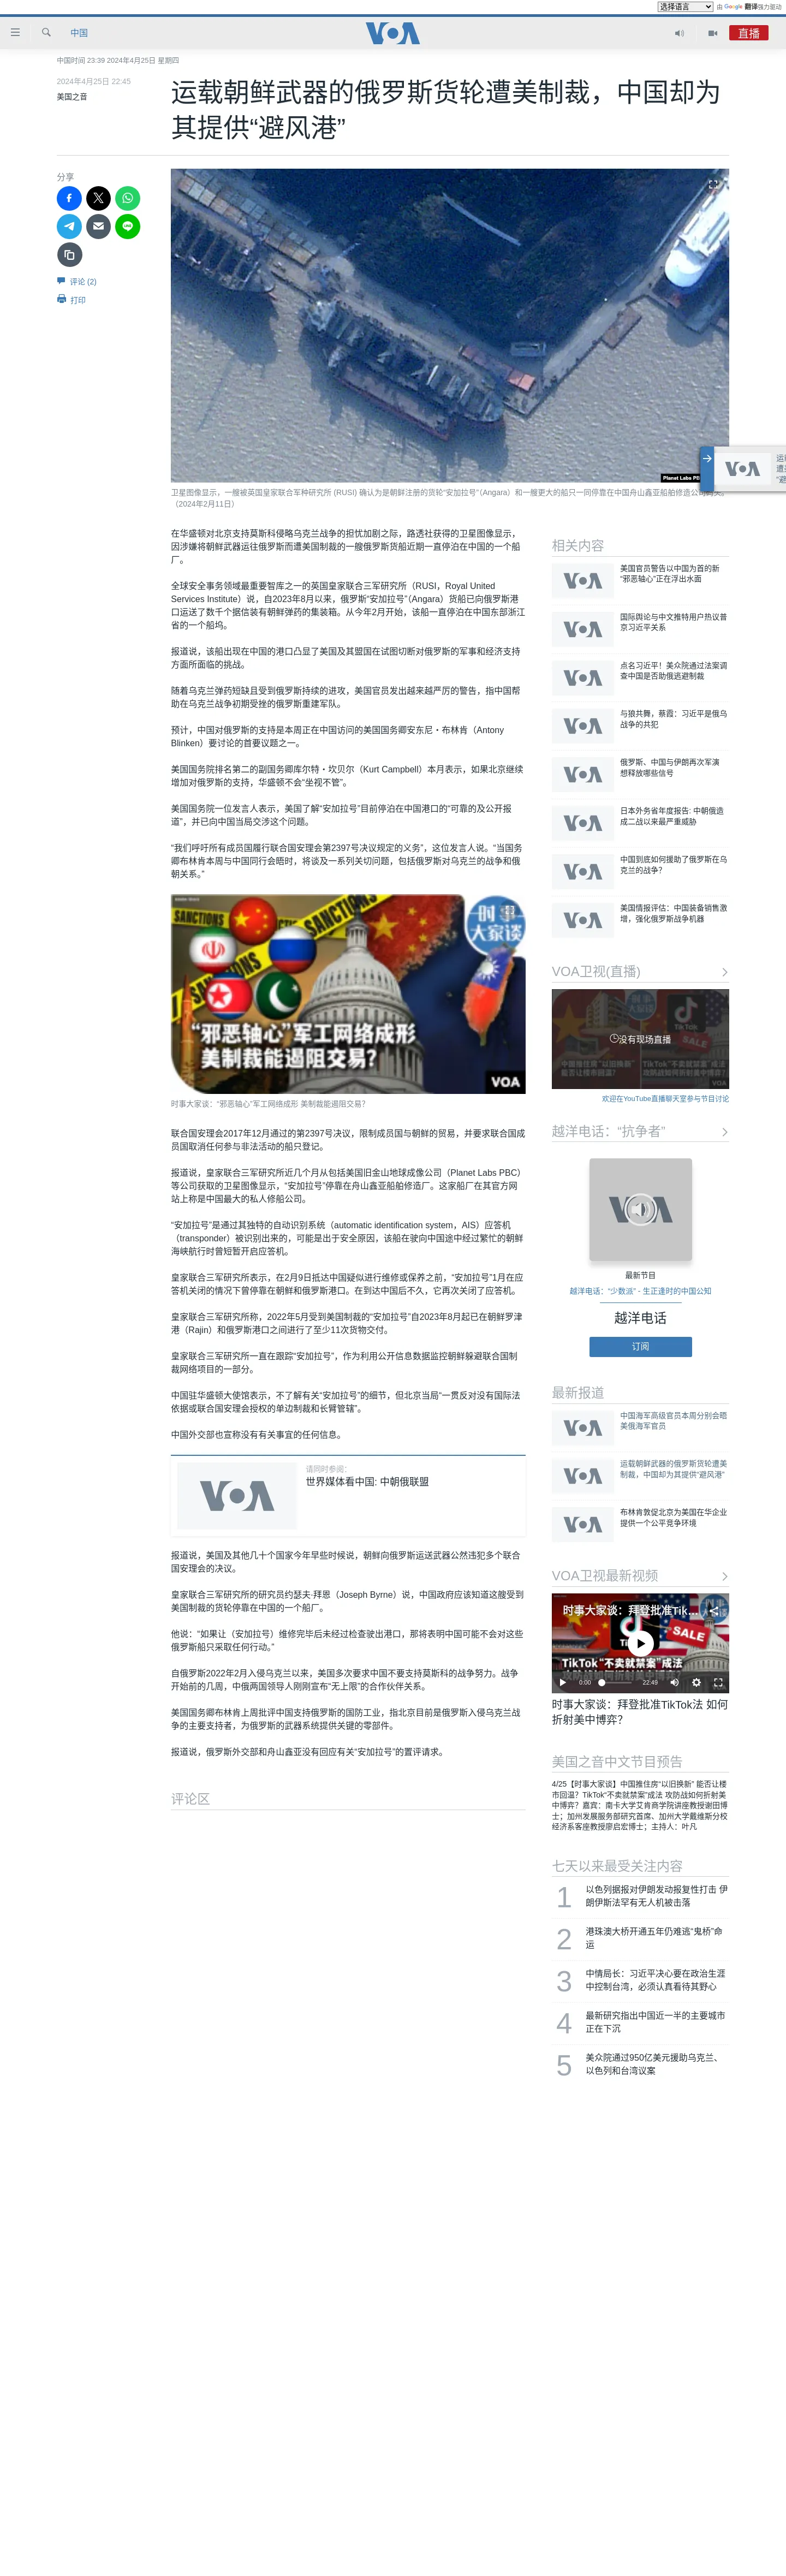 选择语言 由 Google 翻译强力驱动
中国 VOA 直播
中国时间 23:39 2024年4月25日 星期四
2024年4月25日 22:45
美国之音
运载朝鲜武器的俄罗斯货轮遭美制裁，中国却为
其提供“避风港”
分享
评论 (2)
打印
Planet Labs PB
卫星图像显示，一艘被英国皇家联合军种研究所 (RUSI) 确认为是朝鲜注册的货轮“安加拉号”（Angara）和一艘更大的船只一同停靠在中国舟山鑫亚船舶修造公司码头。
（2024年2月11日）
在华盛顿对北京支持莫斯科侵略乌克兰战争的担忧加剧之际，路透社获得的卫星图像显示，
因涉嫌将朝鲜武器运往俄罗斯而遭美国制裁的一艘俄罗斯货船近期一直停泊在中国的一个船
厂。
全球安全事务领域最重要智库之一的英国皇家联合三军研究所（RUSI，Royal United
Services Institute）说，自2023年8月以来，俄罗斯“安加拉号”（Angara）货船已向俄罗斯港
口运送了数千个据信装有朝鲜弹药的集装箱。从今年2月开始，该船一直停泊在中国东部浙江
省的一个船坞。
报道说，该船出现在中国的港口凸显了美国及其盟国在试图切断对俄罗斯的军事和经济支持
方面所面临的挑战。
随着乌克兰弹药短缺且受到俄罗斯持续的进攻，美国官员发出越来越严厉的警告，指中国帮
助在乌克兰战争初期受挫的俄罗斯重建军队。
预计，中国对俄罗斯的支持是本周正在中国访问的美国国务卿安东尼・布林肯（Antony
Blinken）要讨论的首要议题之一。
美国国务院排名第二的副国务卿库尔特・坎贝尔（Kurt Campbell）本月表示，如果北京继续
增加对俄罗斯的支持，华盛顿不会“坐视不管”。
美国国务院一位发言人表示，美国了解“安加拉号”目前停泊在中国港口的“可靠的及公开报
道”，并已向中国当局交涉这个问题。
“我们呼吁所有成员国履行联合国安理会第2397号决议规定的义务”，这位发言人说。“当国务
卿布林肯本周与中国同行会晤时，将谈及一系列关切问题，包括俄罗斯对乌克兰的战争和俄
朝关系。”
SANCTIONS
时事
大家谈
“邪恶轴心”军工网络成形
美制裁能遏阻交易？
VOA
时事大家谈：“邪恶轴心”军工网络成形 美制裁能遏阻交易？
联合国安理会2017年12月通过的第2397号决议，限制成员国与朝鲜的贸易，并要求联合国成
员国取消任何参与非法活动的船只登记。
报道说，皇家联合三军研究所近几个月从包括美国旧金山地球成像公司（Planet Labs PBC）
等公司获取的卫星图像显示，“安加拉号”停靠在舟山鑫亚船舶修造厂。这家船厂在其官方网
站上称是中国最大的私人修船公司。
“安加拉号”是通过其独特的自动识别系统（automatic identification system，AIS）应答机
（transponder）被识别出来的，可能是出于安全原因，该船在驶向中国途中经过繁忙的朝鲜
海峡航行时曾短暂开启应答机。
皇家联合三军研究所表示，在2月9日抵达中国疑似进行维修或保养之前，“安加拉号”1月在应
答机关闭的情况下曾停靠在朝鲜和俄罗斯港口。在到达中国后不久，它再次关闭了应答机。
皇家联合三军研究所称，2022年5月受到美国制裁的“安加拉号”自2023年8月起已在朝鲜罗津
港（Rajin）和俄罗斯港口之间进行了至少11次货物交付。
皇家联合三军研究所一直在跟踪“安加拉号”，作为利用公开信息数据监控朝鲜躲避联合国制
裁网络项目的一部分。
中国驻华盛顿大使馆表示，不了解有关“安加拉号”的细节，但北京当局“一贯反对没有国际法
依据或联合国安理会授权的单边制裁和长臂管辖”。
中国外交部也宣称没有有关事宜的任何信息。
VOA
请同时参阅：
世界媒体看中国: 中朝俄联盟
报道说，美国及其他几十个国家今年早些时候说，朝鲜向俄罗斯运送武器公然违犯多个联合
国安理会的决议。
皇家联合三军研究所的研究员约瑟夫·拜恩（Joseph Byrne）说，中国政府应该知道这艘受到
美国制裁的货轮停靠在中国的一个船厂。
他说：“如果让（安加拉号）维修完毕后未经过检查驶出港口，那将表明中国可能不会对这些
俄罗斯船只采取任何行动。”
自俄罗斯2022年2月入侵乌克兰以来，美国多次要求中国不要支持莫斯科的战争努力。战争
开始前的几周，中俄两国领导人刚刚宣布“无上限”的合作伙伴关系。
美国国务卿布林肯上周批评中国支持俄罗斯的国防工业，指北京目前是俄罗斯入侵乌克兰战
争的主要支持者，为俄罗斯的武器系统提供关键的零部件。
报道说，俄罗斯外交部和舟山鑫亚没有回应有关“安加拉号”的置评请求。
评论区
VOA
相关内容
美国官员警告以中国为首的新
“邪恶轴心”正在浮出水面
国际舆论与中文推特用户热议普
京习近平关系
点名习近平！美众院通过法案调
查中国是否助俄逃避制裁
与狼共舞，蔡霞：习近平是俄乌
战争的共犯
俄罗斯、中国与伊朗再次军演
想释放哪些信号
日本外务省年度报告: 中朝俄造
成二战以来最严重威胁
中国到底如何援助了俄罗斯在乌
克兰的战争？
美国情报评估：中国装备销售激
增，强化俄罗斯战争机器
VOA卫视(直播)
没有现场直播
欢迎在YouTube直播聊天室参与节目讨论
越洋电话：“抗争者”
VOA
最新节目
越洋电话：“少数派” - 生正逢时的中国公知
越洋电话
订阅
最新报道
中国海军高级官员本周分别会晤
美俄海军官员
运载朝鲜武器的俄罗斯货轮遭美
制裁，中国却为其提供“避风港”
布林肯敦促北京为美国在华企业
提供一个公平竞争环境
VOA卫视最新视频
时事大家谈：拜登批准Tik...
SALE
TikTok“不卖就禁案”成法
攻防战如何折射美中博弈？
0:00 22:49
时事大家谈：拜登批准TikTok法 如何
折射美中博弈？
美国之音中文节目预告
4/25【时事大家谈】中国推住房“以旧换新” 能否让楼
市回温？TikTok“不卖就禁案”成法 攻防战如何折射美
中博弈？嘉宾：南卡大学艾肯商学院讲座教授谢田博
士；加州发展服务部研究首席、加州大学戴维斯分校
经济系客座教授廖启宏博士；主持人：叶凡
七天以来最受关注内容
1 以色列据报对伊朗发动报复性打击 伊
朗伊斯法罕有无人机被击落
2 港珠澳大桥开通五年仍难逃“鬼桥”命
运
3 中情局长：习近平决心要在政治生涯
中控制台湾，必须认真看待其野心
4 最新研究指出中国近一半的主要城市
正在下沉
5 美众院通过950亿美元援助乌克兰、
以色列和台湾议案